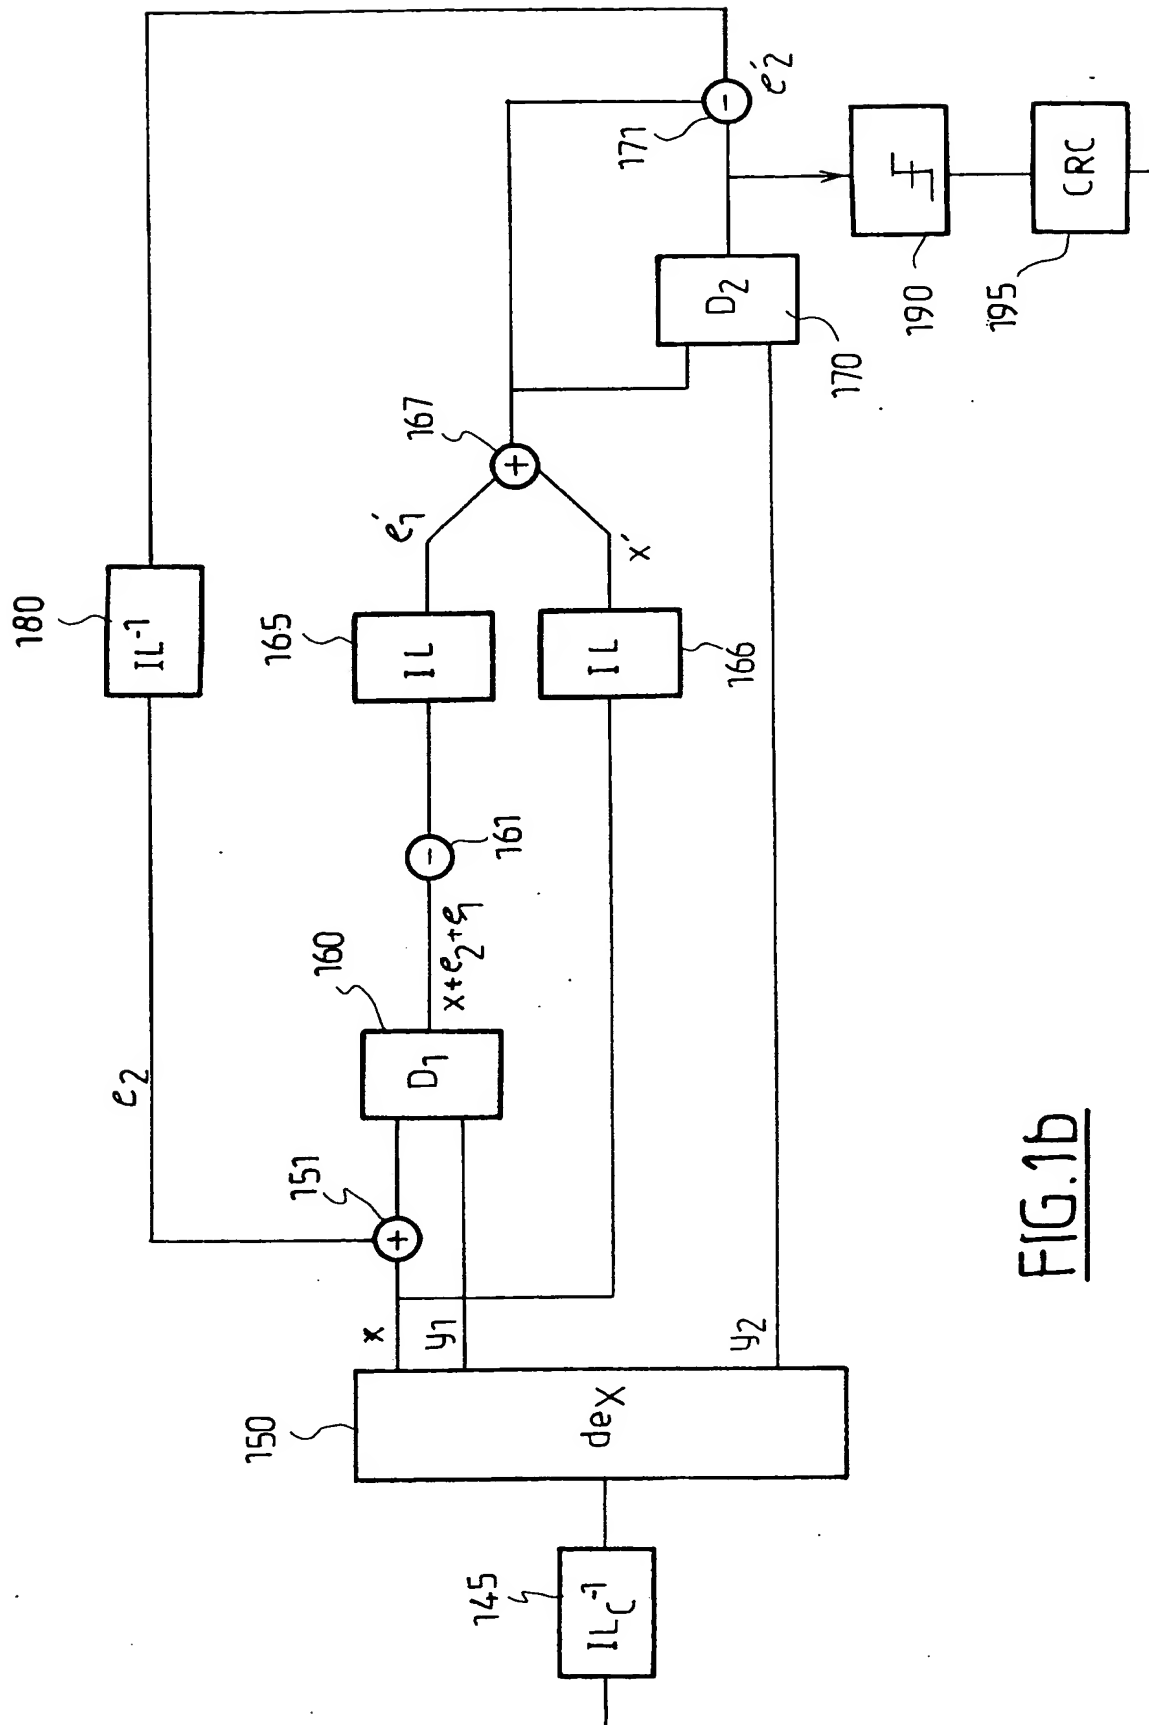 180
IL⁻¹
e₂
e'₂
171
167
165
IL
e'₁
x'
IL
166
161
160
x+e₂+e₁
D₁
151
D₂
170
190
CRC
195
x
y₁
y₂
150
dex
145
IL_C⁻¹
+
-
+
-
FIG.1b